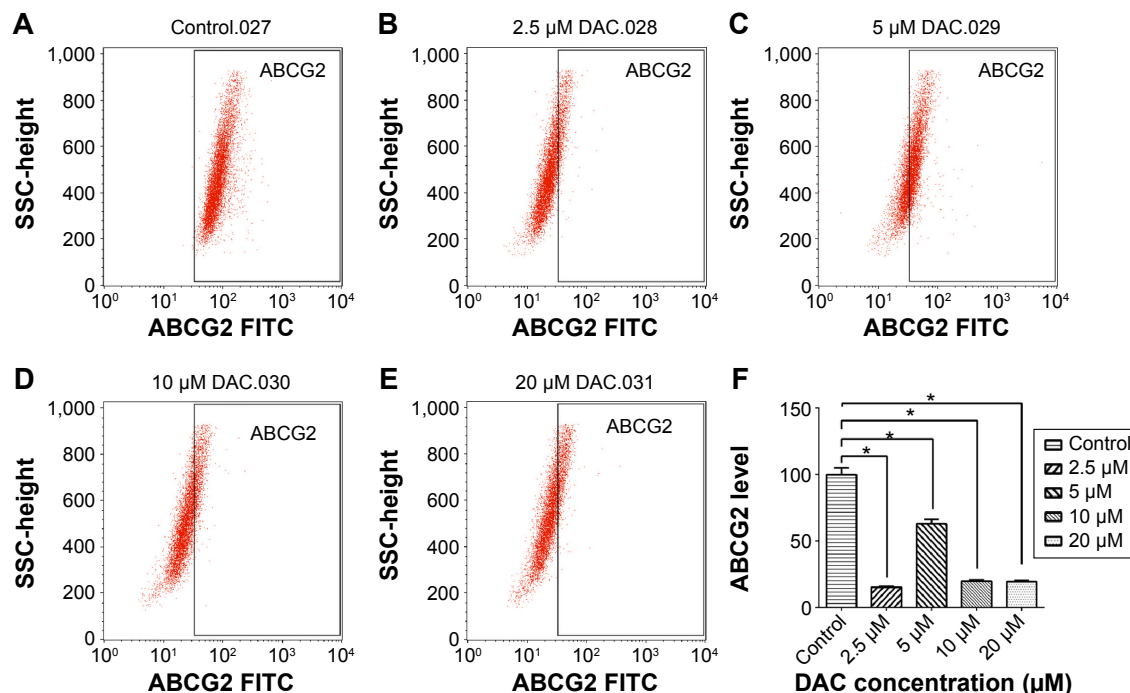 A
Control.027
1,000
800
600
400
200
0
SSC-height
ABCG2
10⁰ 10¹ 10² 10³ 10⁴
ABCG2 FITC
B
2.5 µM DAC.028
1,000
800
600
400
200
0
SSC-height
ABCG2
10⁰ 10¹ 10² 10³ 10⁴
ABCG2 FITC
C
5 µM DAC.029
1,000
800
600
400
200
0
SSC-height
ABCG2
10⁰ 10¹ 10² 10³ 10⁴
ABCG2 FITC
D
10 µM DAC.030
1,000
800
600
400
200
0
SSC-height
ABCG2
10⁰ 10¹ 10² 10³ 10⁴
ABCG2 FITC
E
20 µM DAC.031
1,000
800
600
400
200
0
SSC-height
ABCG2
10⁰ 10¹ 10² 10³ 10⁴
ABCG2 FITC
F
150
100
50
0
ABCG2 level
*
*
*
*
Control
2.5 µM
5 µM
10 µM
20 µM
DAC concentration (µM)
Control
2.5 µM
5 µM
10 µM
20 µM